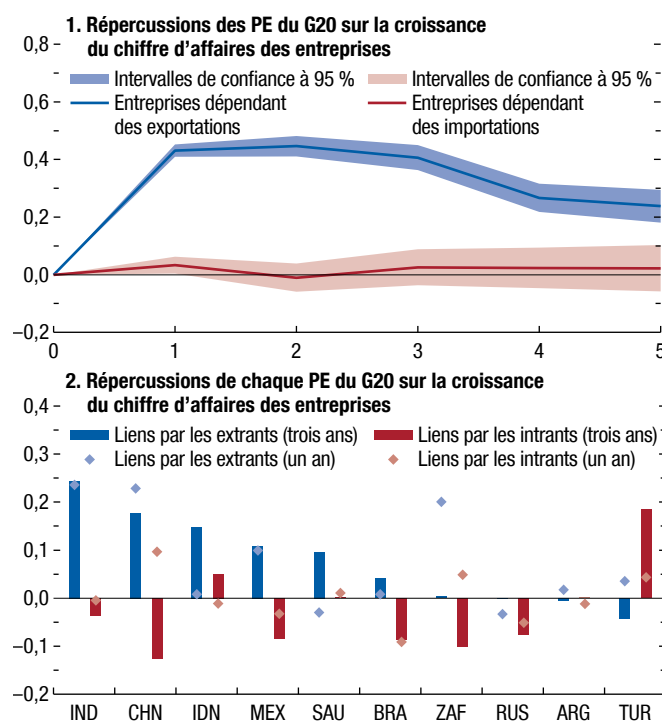 1. Répercussions des PE du G20 sur la croissance
du chiffre d’affaires des entreprises
Intervalles de confiance à 95 %
Intervalles de confiance à 95 %
Entreprises dépendant
des exportations
Entreprises dépendant
des importations
0,8
0,6
0,4
0,2
0,0
–0,2
0 1 2 3 4 5
2. Répercussions de chaque PE du G20 sur la croissance
du chiffre d’affaires des entreprises
Liens par les extrants (trois ans)
Liens par les intrants (trois ans)
Liens par les extrants (un an)
Liens par les intrants (un an)
0,4
0,3
0,2
0,1
0,0
–0,1
–0,2
IND CHN IDN MEX SAU BRA ZAF RUS ARG TUR